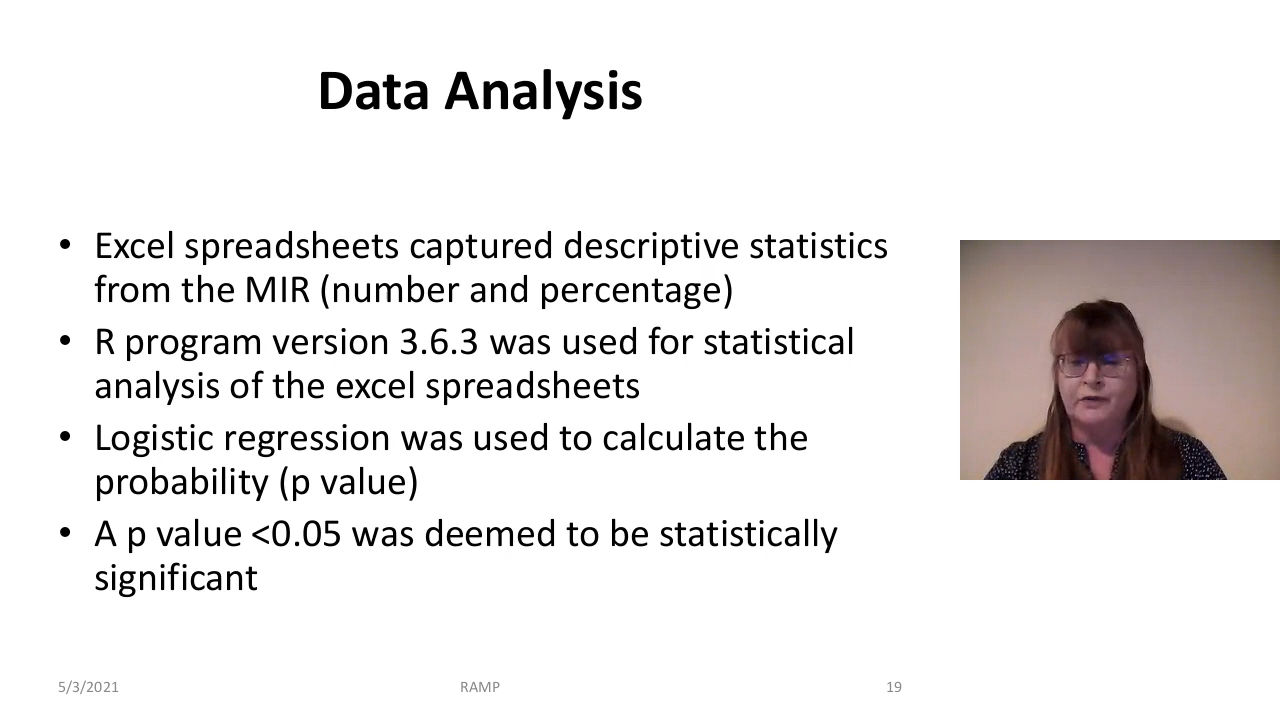 Data Analysis
• Excel spreadsheets captured descriptive statistics
from the MIR (number and percentage)
• R program version 3.6.3 was used for statistical
analysis of the excel spreadsheets
• Logistic regression was used to calculate the
probability (p value)
• A p value <0.05 was deemed to be statistically
significant
5/3/2021 RAMP 19